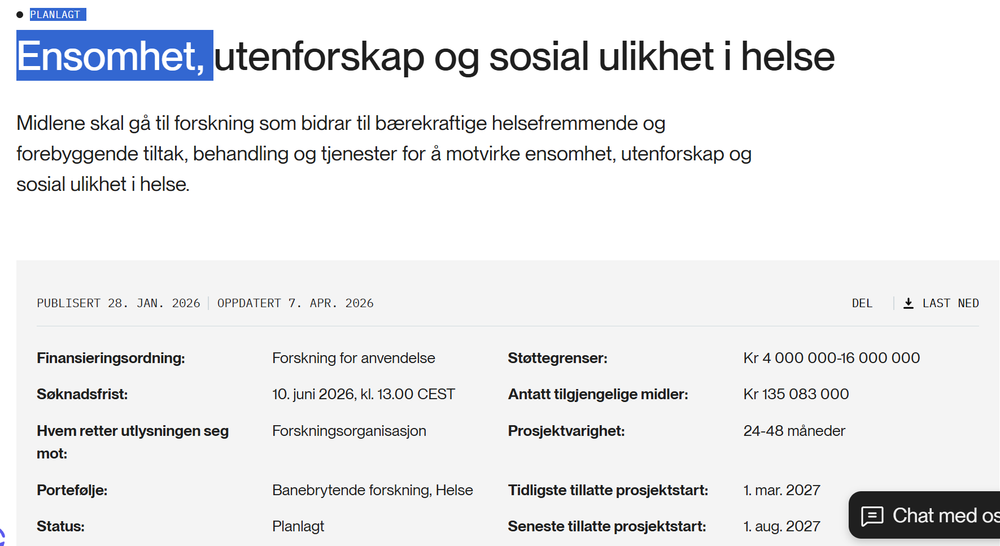 PLANLAGT
Ensomhet, utenforskap og sosial ulikhet i helse
Midlene skal gå til forskning som bidrar til bærekraftige helsefremmende og
forebyggende tiltak, behandling og tjenester for å motvirke ensomhet, utenforskap og
sosial ulikhet i helse.
PUBLISERT 28. JAN. 2026 OPPDATERT 7. APR. 2026 DEL LAST NED
Finansieringsordning: Forskning for anvendelse Støttegrenser: Kr 4 000 000-16 000 000
Søknadsfrist: 10. juni 2026, kl. 13.00 CEST Antatt tilgjengelige midler: Kr 135 083 000
Hvem retter utlysningen seg Forskningsorganisasjon Prosjektvarighet: 24-48 måneder
mot:
Portefølje: Banebrytende forskning, Helse Tidligste tillatte prosjektstart: 1. mar. 2027
Status: Planlagt Seneste tillatte prosjektstart: 1. aug. 2027
Chat med os